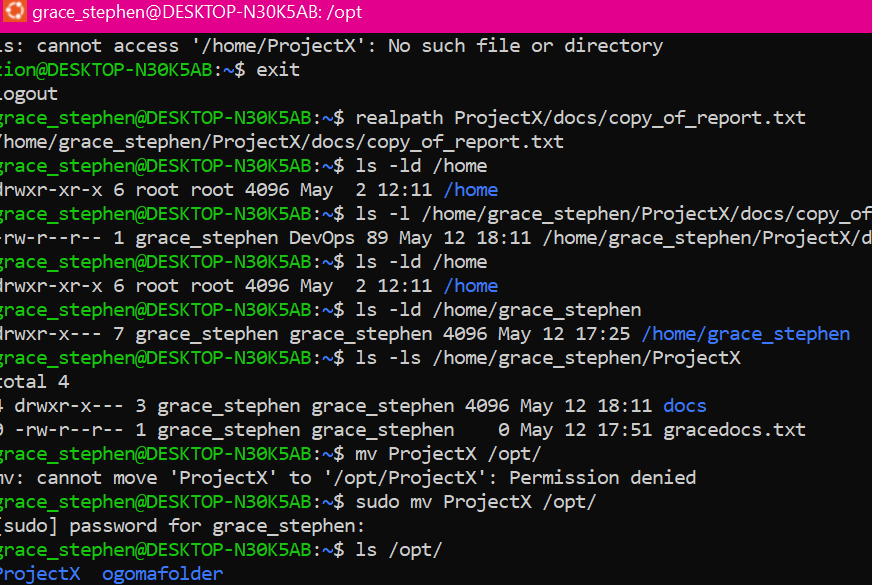 grace_stephen@DESKTOP-N30K5AB: /opt
ls: cannot access '/home/ProjectX': No such file or directory
zion@DESKTOP-N30K5AB:~$ exit
logout
grace_stephen@DESKTOP-N30K5AB:~$ realpath ProjectX/docs/copy_of_report.txt
/home/grace_stephen/ProjectX/docs/copy_of_report.txt
grace_stephen@DESKTOP-N30K5AB:~$ ls -ld /home
drwxr-xr-x 6 root root 4096 May  2 12:11 /home
grace_stephen@DESKTOP-N30K5AB:~$ ls -l /home/grace_stephen/ProjectX/docs/copy_of
-rw-r--r-- 1 grace_stephen DevOps 89 May 12 18:11 /home/grace_stephen/ProjectX/d
grace_stephen@DESKTOP-N30K5AB:~$ ls -ld /home
drwxr-xr-x 6 root root 4096 May  2 12:11 /home
grace_stephen@DESKTOP-N30K5AB:~$ ls -ld /home/grace_stephen
drwxr-x--- 7 grace_stephen grace_stephen 4096 May 12 17:25 /home/grace_stephen
grace_stephen@DESKTOP-N30K5AB:~$ ls -ls /home/grace_stephen/ProjectX
total 4
4 drwxr-x--- 3 grace_stephen grace_stephen 4096 May 12 18:11 docs
0 -rw-r--r-- 1 grace_stephen grace_stephen    0 May 12 17:51 gracedocs.txt
grace_stephen@DESKTOP-N30K5AB:~$ mv ProjectX /opt/
mv: cannot move 'ProjectX' to '/opt/ProjectX': Permission denied
grace_stephen@DESKTOP-N30K5AB:~$ sudo mv ProjectX /opt/
[sudo] password for grace_stephen:
grace_stephen@DESKTOP-N30K5AB:~$ ls /opt/
ProjectX  ogomafolder